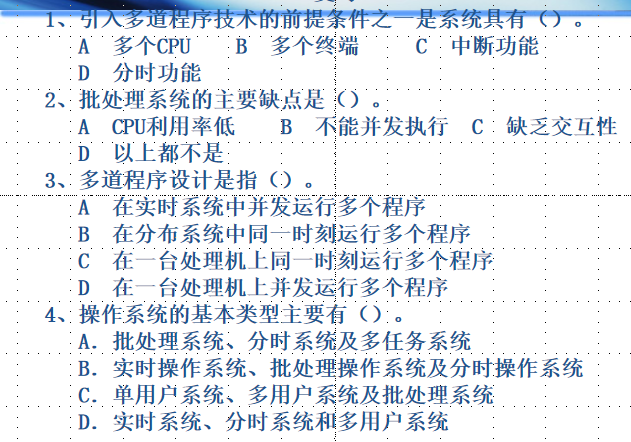 1、引入多道程序技术的前提条件之一是系统具有（）。
A 多个CPU B 多个终端 C 中断功能
D 分时功能
2、批处理系统的主要缺点是（）。
A CPU利用率低 B 不能并发执行 C 缺乏交互性
D 以上都不是
3、多道程序设计是指（）。
A 在实时系统中并发运行多个程序
B 在分布系统中同一时刻运行多个程序
C 在一台处理机上同一时刻运行多个程序
D 在一台处理机上并发运行多个程序
4、操作系统的基本类型主要有（）。
A．批处理系统、分时系统及多任务系统
B．实时操作系统、批处理操作系统及分时操作系统
C．单用户系统、多用户系统及批处理系统
D．实时系统、分时系统和多用户系统